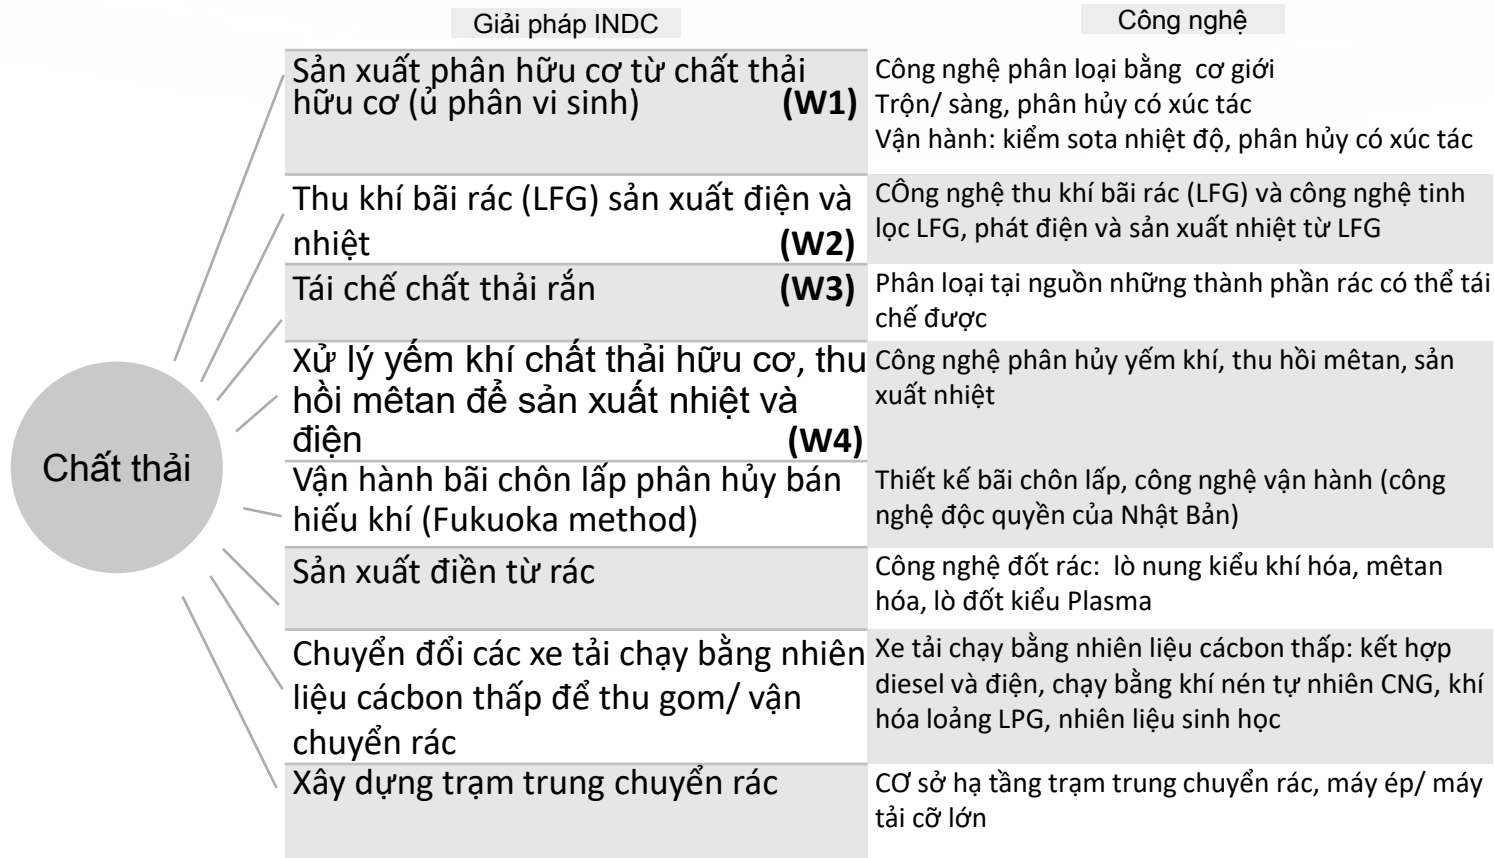 Giải pháp INDC
Công nghệ
Chất thải
Sản xuất phân hữu cơ từ chất thải
hữu cơ (ủ phân vi sinh) (W1)
Công nghệ phân loại bằng cơ giới
Trộn/ sàng, phân hủy có xúc tác
Vận hành: kiểm sota nhiệt độ, phân hủy có xúc tác
Thu khí bãi rác (LFG) sản xuất điện và
nhiệt (W2)
CÔng nghệ thu khí bãi rác (LFG) và công nghệ tinh
lọc LFG, phát điện và sản xuất nhiệt từ LFG
Tái chế chất thải rắn (W3)
Phân loại tại nguồn những thành phần rác có thể tái
chế được
Xử lý yếm khí chất thải hữu cơ, thu
hồi mêtan để sản xuất nhiệt và
điện (W4)
Công nghệ phân hủy yếm khí, thu hồi mêtan, sản
xuất nhiệt
Vận hành bãi chôn lấp phân hủy bán
hiếu khí (Fukuoka method)
Thiết kế bãi chôn lấp, công nghệ vận hành (công
nghệ độc quyền của Nhật Bản)
Sản xuất điền từ rác
Công nghệ đốt rác: lò nung kiểu khí hóa, mêtan
hóa, lò đốt kiểu Plasma
Chuyển đổi các xe tải chạy bằng nhiên
liệu cácbon thấp để thu gom/ vận
chuyển rác
Xe tải chạy bằng nhiên liệu cácbon thấp: kết hợp
diesel và điện, chạy bằng khí nén tự nhiên CNG, khí
hóa loảng LPG, nhiên liệu sinh học
Xây dựng trạm trung chuyển rác
CƠ sở hạ tầng trạm trung chuyển rác, máy ép/ máy
tải cỡ lớn